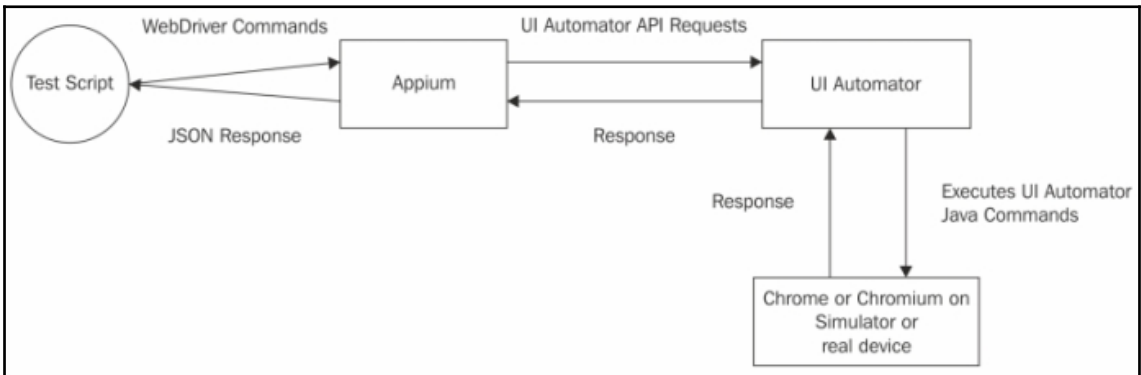 WebDriver Commands
UI Automator API Requests
Test Script
Appium
UI Automator
JSON Response
Response
Response
Executes UI Automator
Java Commands
Chrome or Chromium on
Simulator or
real device